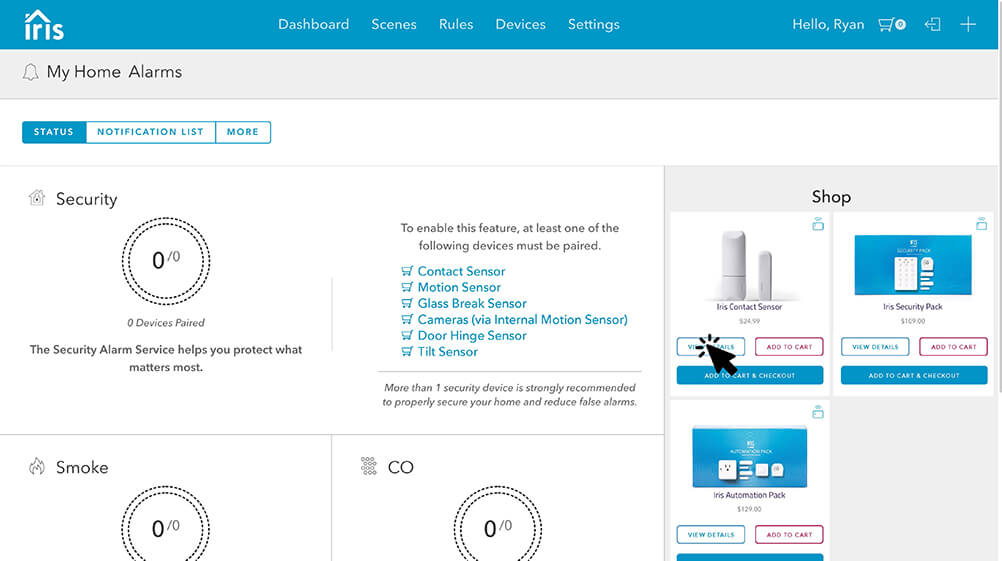 iris
Dashboard Scenes Rules Devices Settings
Hello, Ryan 0
My Home Alarms
STATUS NOTIFICATION LIST MORE
Security
0/0
0 Devices Paired
The Security Alarm Service helps you protect what
matters most.
To enable this feature, at least one of the
following devices must be paired.
Contact Sensor
Motion Sensor
Glass Break Sensor
Cameras (via Internal Motion Sensor)
Door Hinge Sensor
Tilt Sensor
More than 1 security device is strongly recommended
to properly secure your home and reduce false alarms.
Smoke
0/0
CO
0/0
Shop
Iris Contact Sensor
$24.99
VIEW DETAILS ADD TO CART
ADD TO CART & CHECKOUT
SECURITY PACK
Iris Security Pack
$109.00
VIEW DETAILS ADD TO CART
ADD TO CART & CHECKOUT
AUTOMATION PACK
Iris Automation Pack
$129.00
VIEW DETAILS ADD TO CART